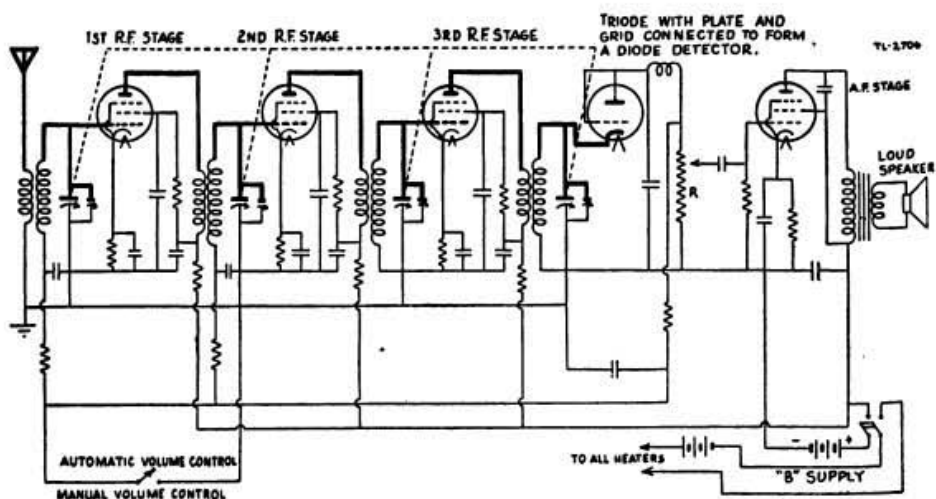 TRIODE WITH PLATE AND
GRID CONNECTED TO FORM
A DIODE DETECTOR.
1ST R.F. STAGE
2ND R.F. STAGE
3RD R.F. STAGE
TL-2706
A.F. STAGE
LOUD
SPEAKER
R
AUTOMATIC VOLUME CONTROL
MANUAL VOLUME CONTROL
TO ALL HEATERS
- +
"B" SUPPLY